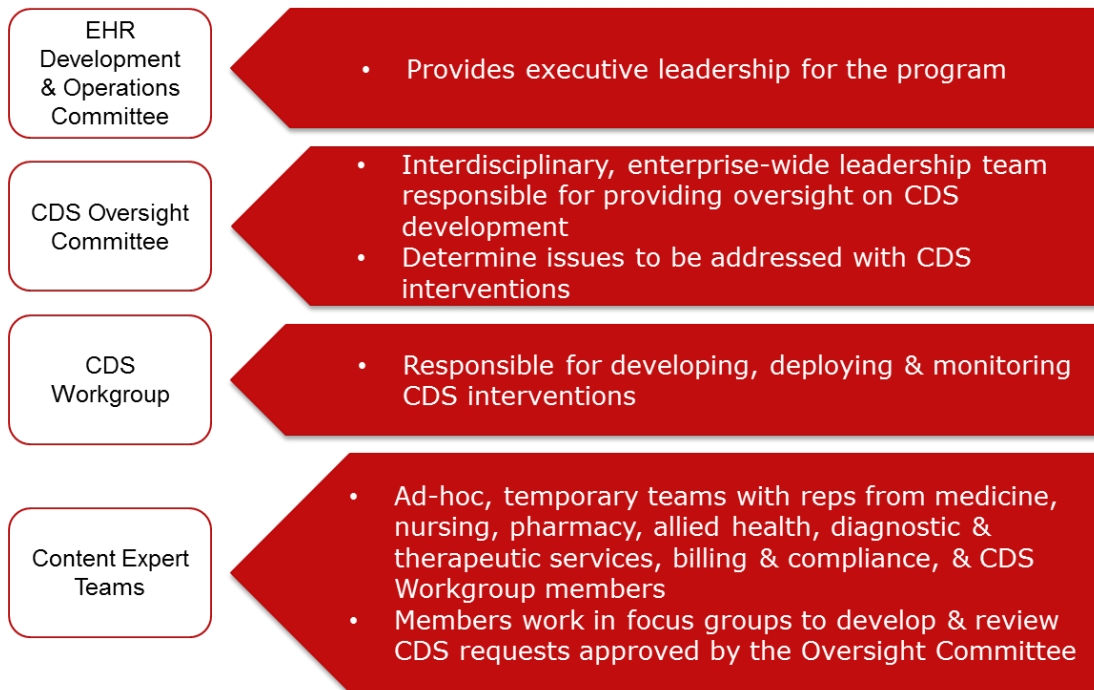 EHR
Development
& Operations
Committee
• Provides executive leadership for the program
CDS Oversight
Committee
• Interdisciplinary, enterprise-wide leadership team
responsible for providing oversight on CDS
development
• Determine issues to be addressed with CDS
interventions
CDS
Workgroup
• Responsible for developing, deploying & monitoring
CDS interventions
Content Expert
Teams
• Ad-hoc, temporary teams with reps from medicine,
nursing, pharmacy, allied health, diagnostic &
therapeutic services, billing & compliance, & CDS
Workgroup members
• Members work in focus groups to develop & review
CDS requests approved by the Oversight Committee